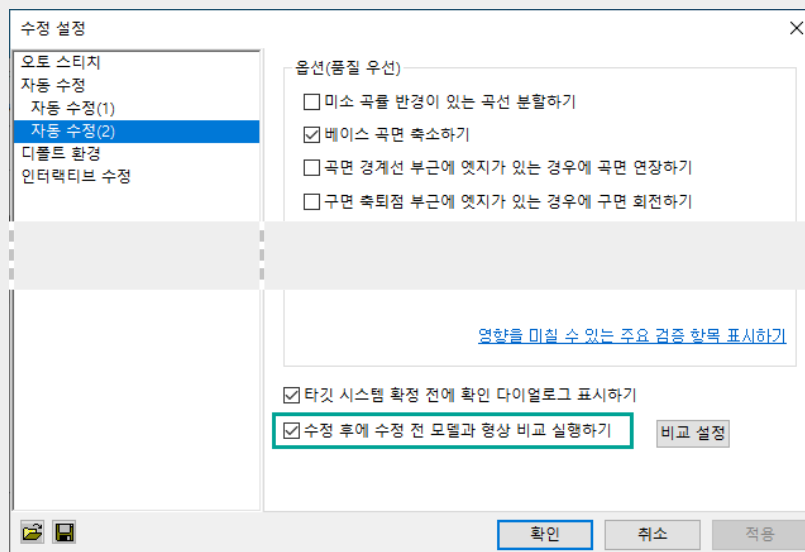 수정 설정
오토 스티치
자동 수정
자동 수정(1)
자동 수정(2)
디폴트 환경
인터랙티브 수정
옵션(품질 우선)
미소 곡률 반경이 있는 곡선 분할하기
베이스 곡면 축소하기
곡면 경계선 부근에 엣지가 있는 경우에 곡면 연장하기
구면 축퇴점 부근에 엣지가 있는 경우에 구면 회전하기
영향을 미칠 수 있는 주요 검증 항목 표시하기
타깃 시스템 확정 전에 확인 다이얼로그 표시하기
수정 후에 수정 전 모델과 형상 비교 실행하기
비교 설정
확인
취소
적용